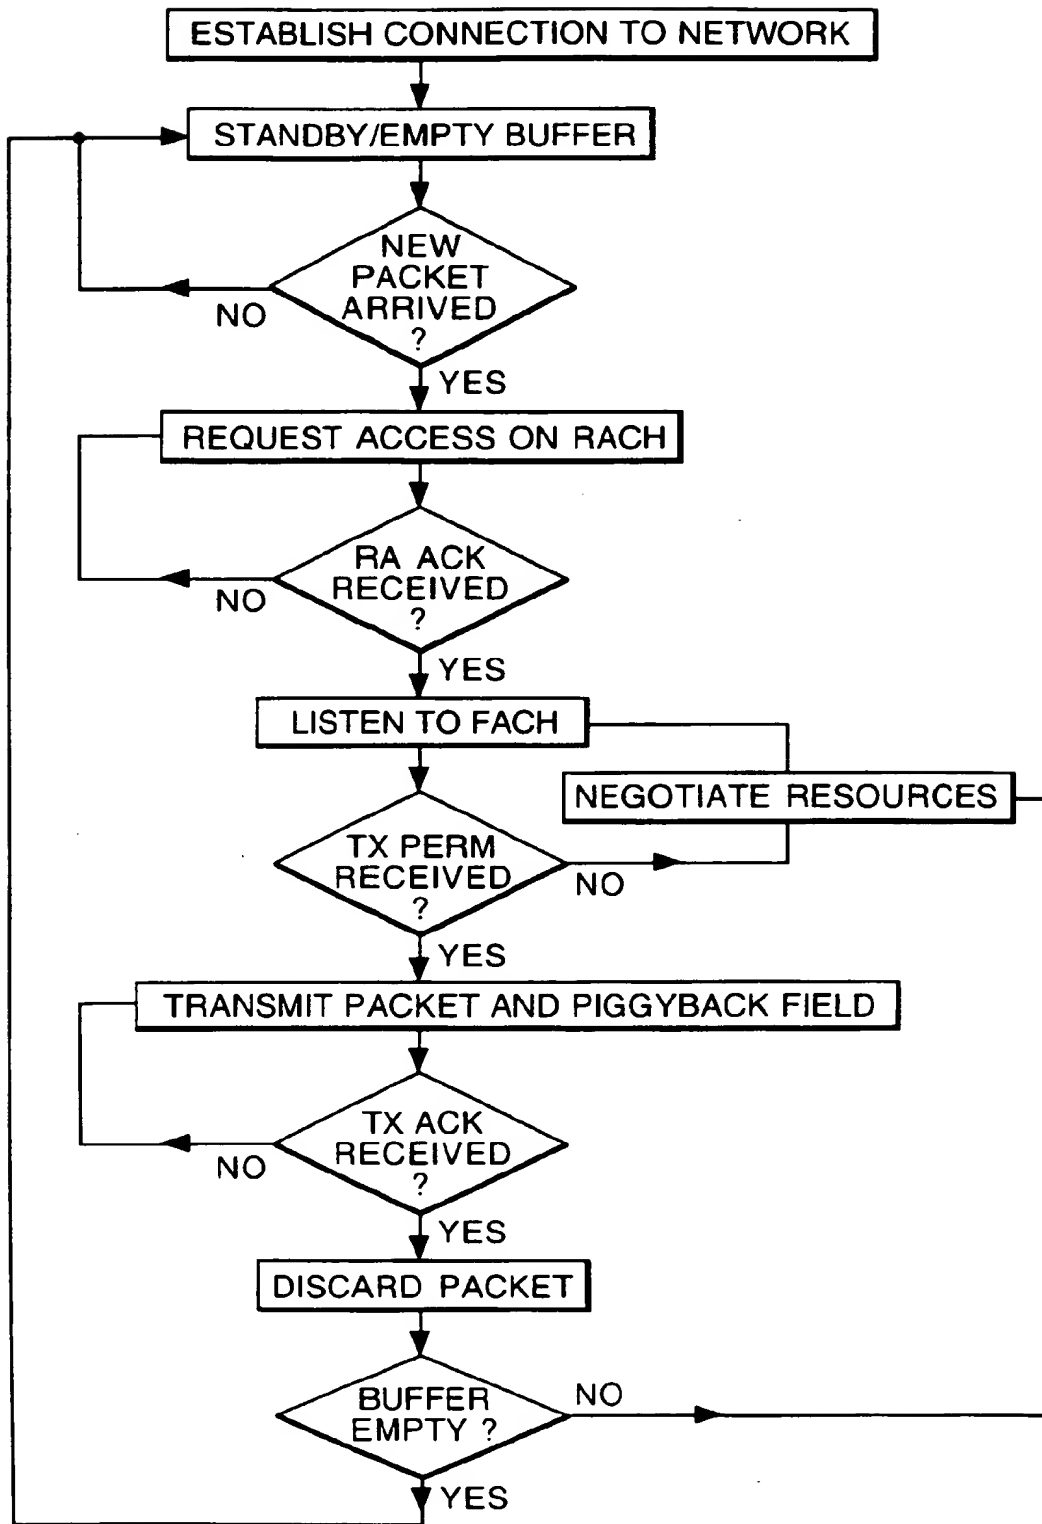 ESTABLISH CONNECTION TO NETWORK
STANDBY/EMPTY BUFFER
NEW
PACKET
ARRIVED
?
NO
YES
REQUEST ACCESS ON RACH
RA ACK
RECEIVED
?
NO
YES
LISTEN TO FACH
NEGOTIATE RESOURCES
TX PERM
RECEIVED
?
NO
YES
TRANSMIT PACKET AND PIGGYBACK FIELD
TX ACK
RECEIVED
?
NO
YES
DISCARD PACKET
BUFFER
EMPTY ?
NO
YES